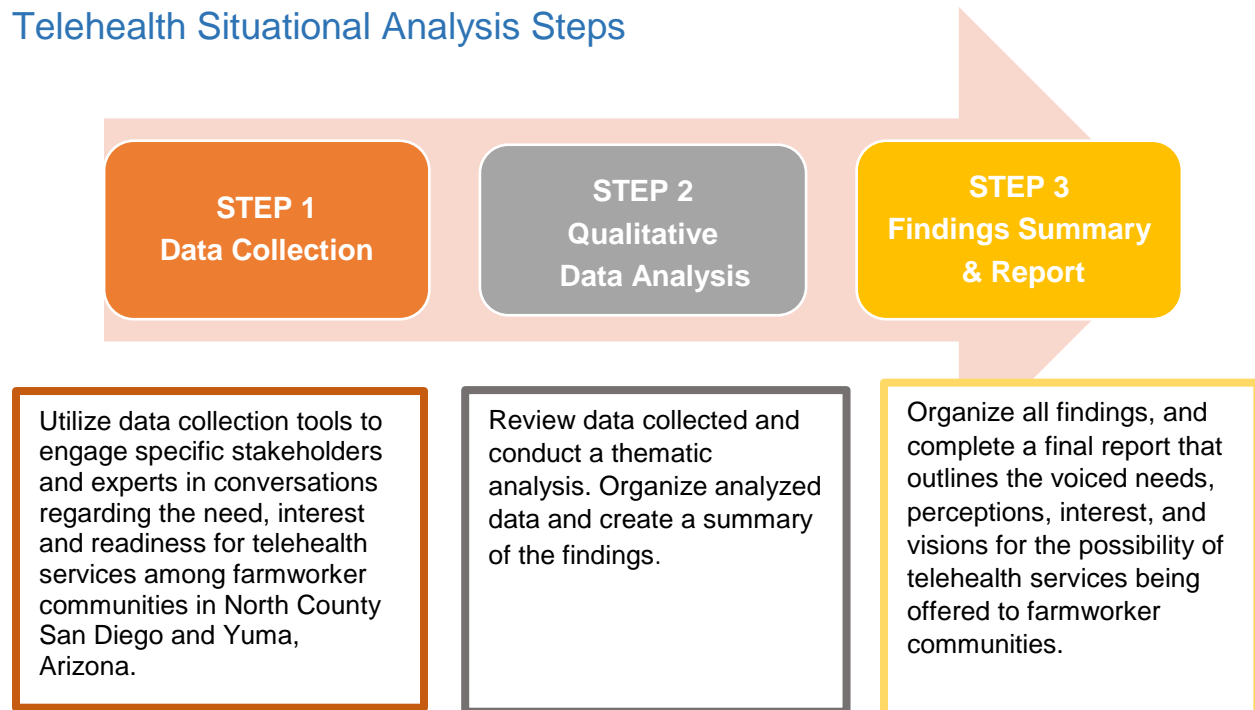 Telehealth Situational Analysis Steps
STEP 1
Data Collection
STEP 2
Qualitative
Data Analysis
STEP 3
Findings Summary
& Report
Utilize data collection tools to
engage specific stakeholders
and experts in conversations
regarding the need, interest
and readiness for telehealth
services among farmworker
communities in North County
San Diego and Yuma,
Arizona.
Review data collected and
conduct a thematic
analysis. Organize analyzed
data and create a summary
of the findings.
Organize all findings, and
complete a final report that
outlines the voiced needs,
perceptions, interest, and
visions for the possibility of
telehealth services being
offered to farmworker
communities.